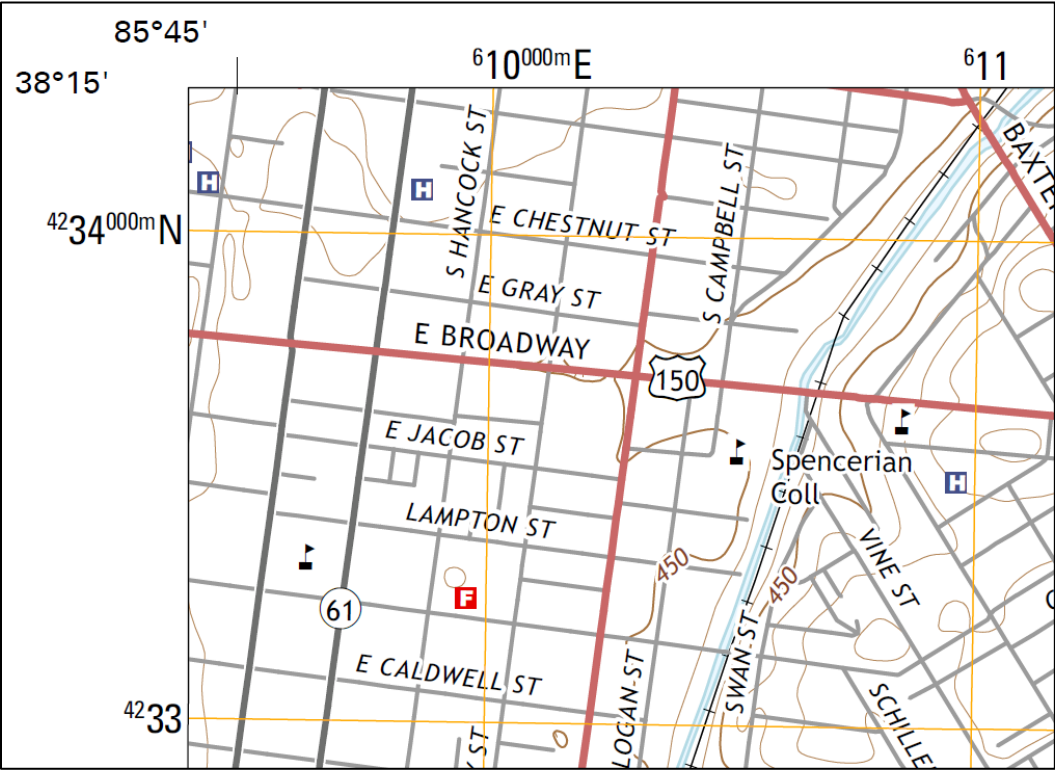 85°45'
38°15'
⁶10⁰⁰⁰ᵐE
⁶11
BAXTE
S HANCOCK ST
S CAMPBELL ST
H
H
⁴²34⁰⁰⁰ᵐN
E CHESTNUT ST
E GRAY ST
E BROADWAY
150
E JACOB ST
Spencerian
Coll
H
LAMPTON ST
VINE ST
450
450
F
61
SWAN ST
E CALDWELL ST
LOGAN ST
SCHILLE
⁴²33
ST